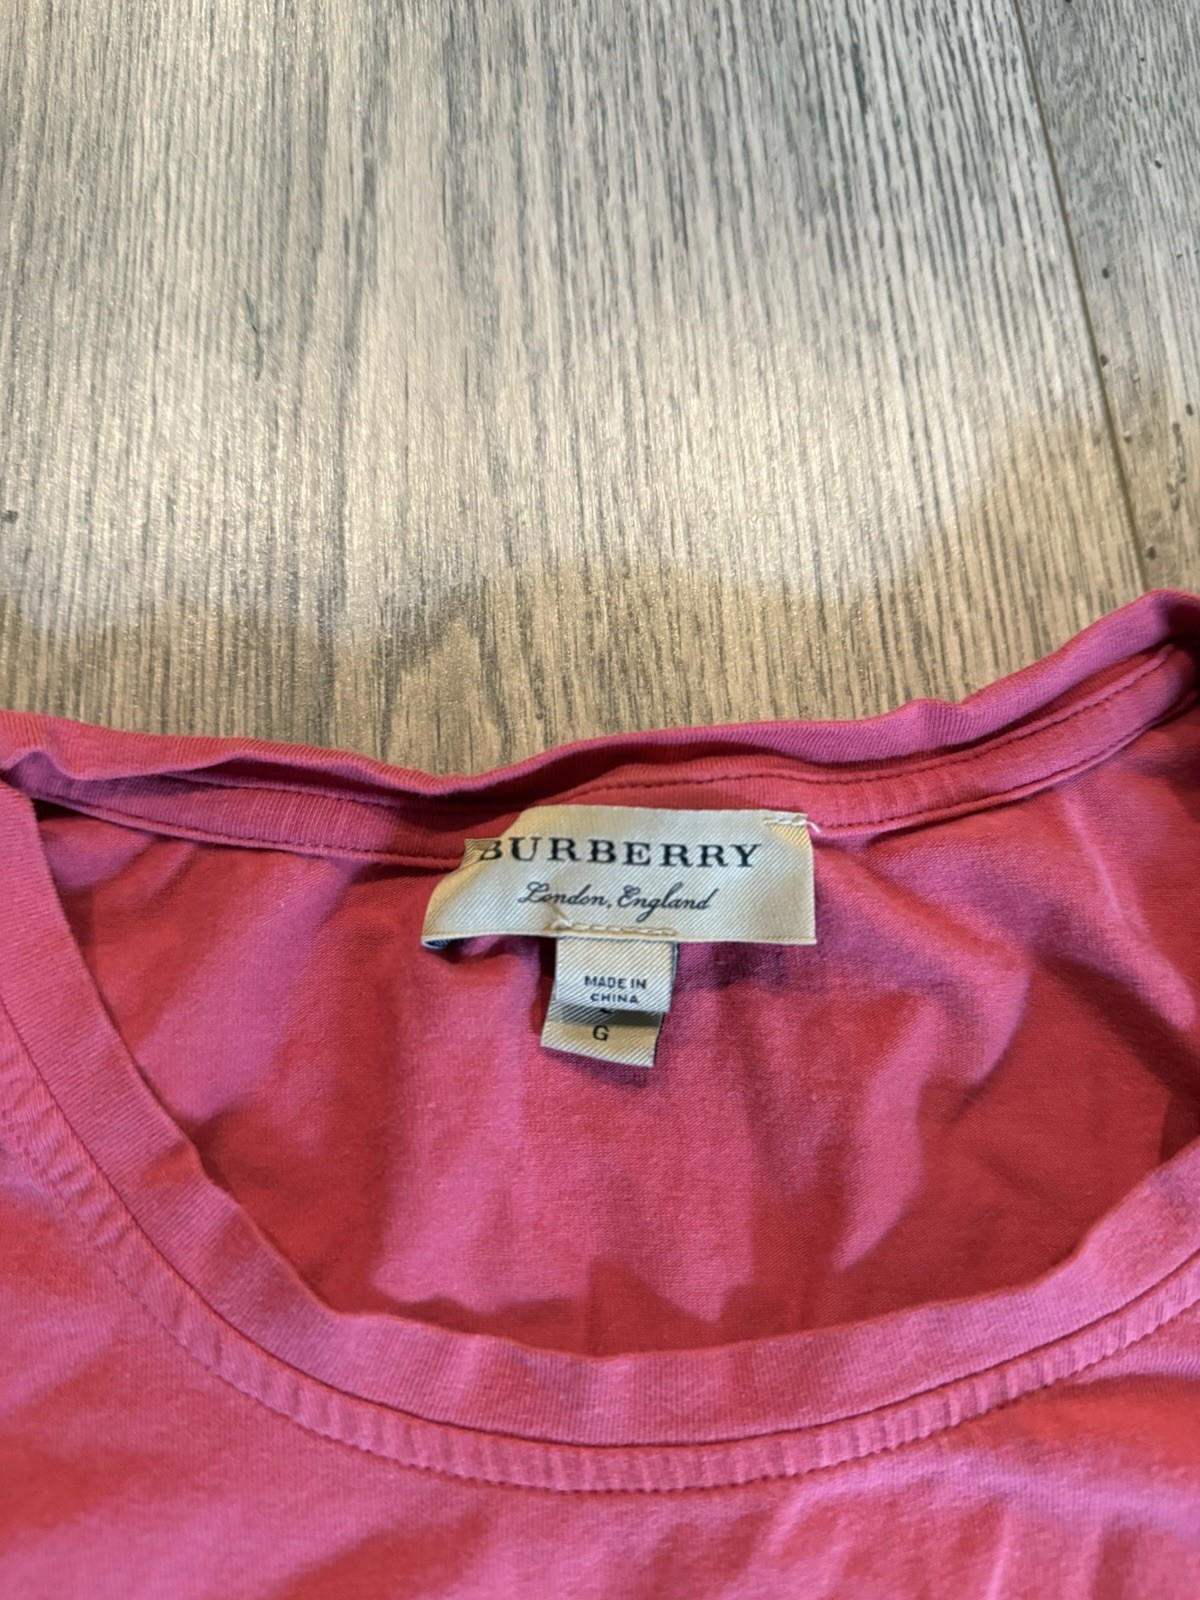 BURBERRY
London, England
MADE IN
CHINA
G